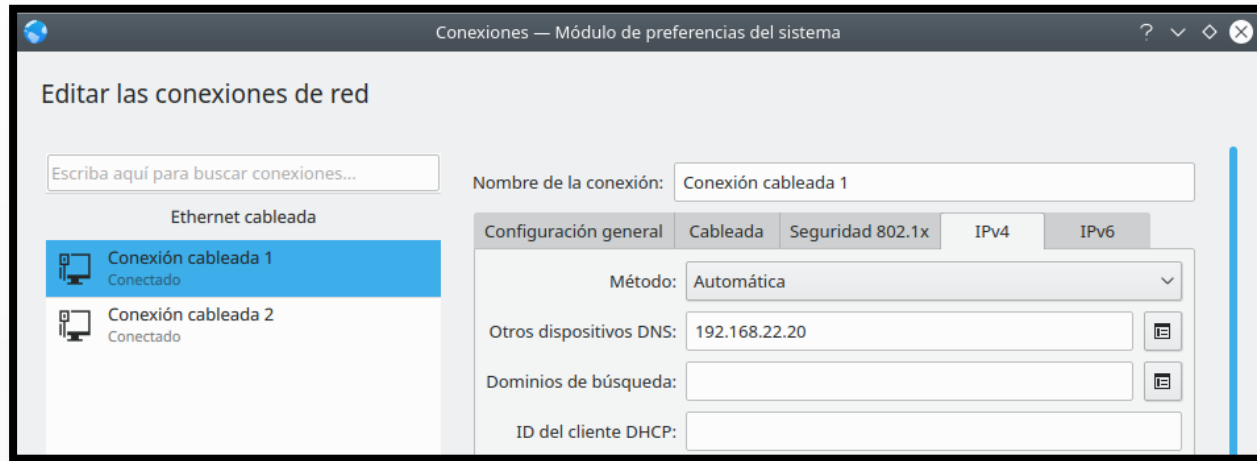 Conexiones — Módulo de preferencias del sistema
Editar las conexiones de red
Escriba aquí para buscar conexiones...
Ethernet cableada
Conexión cableada 1
Conectado
Conexión cableada 2
Conectado
Nombre de la conexión: Conexión cableada 1
Configuración general Cableada Seguridad 802.1x IPv4 IPv6
Método: Automática
Otros dispositivos DNS: 192.168.22.20
Dominios de búsqueda:
ID del cliente DHCP: